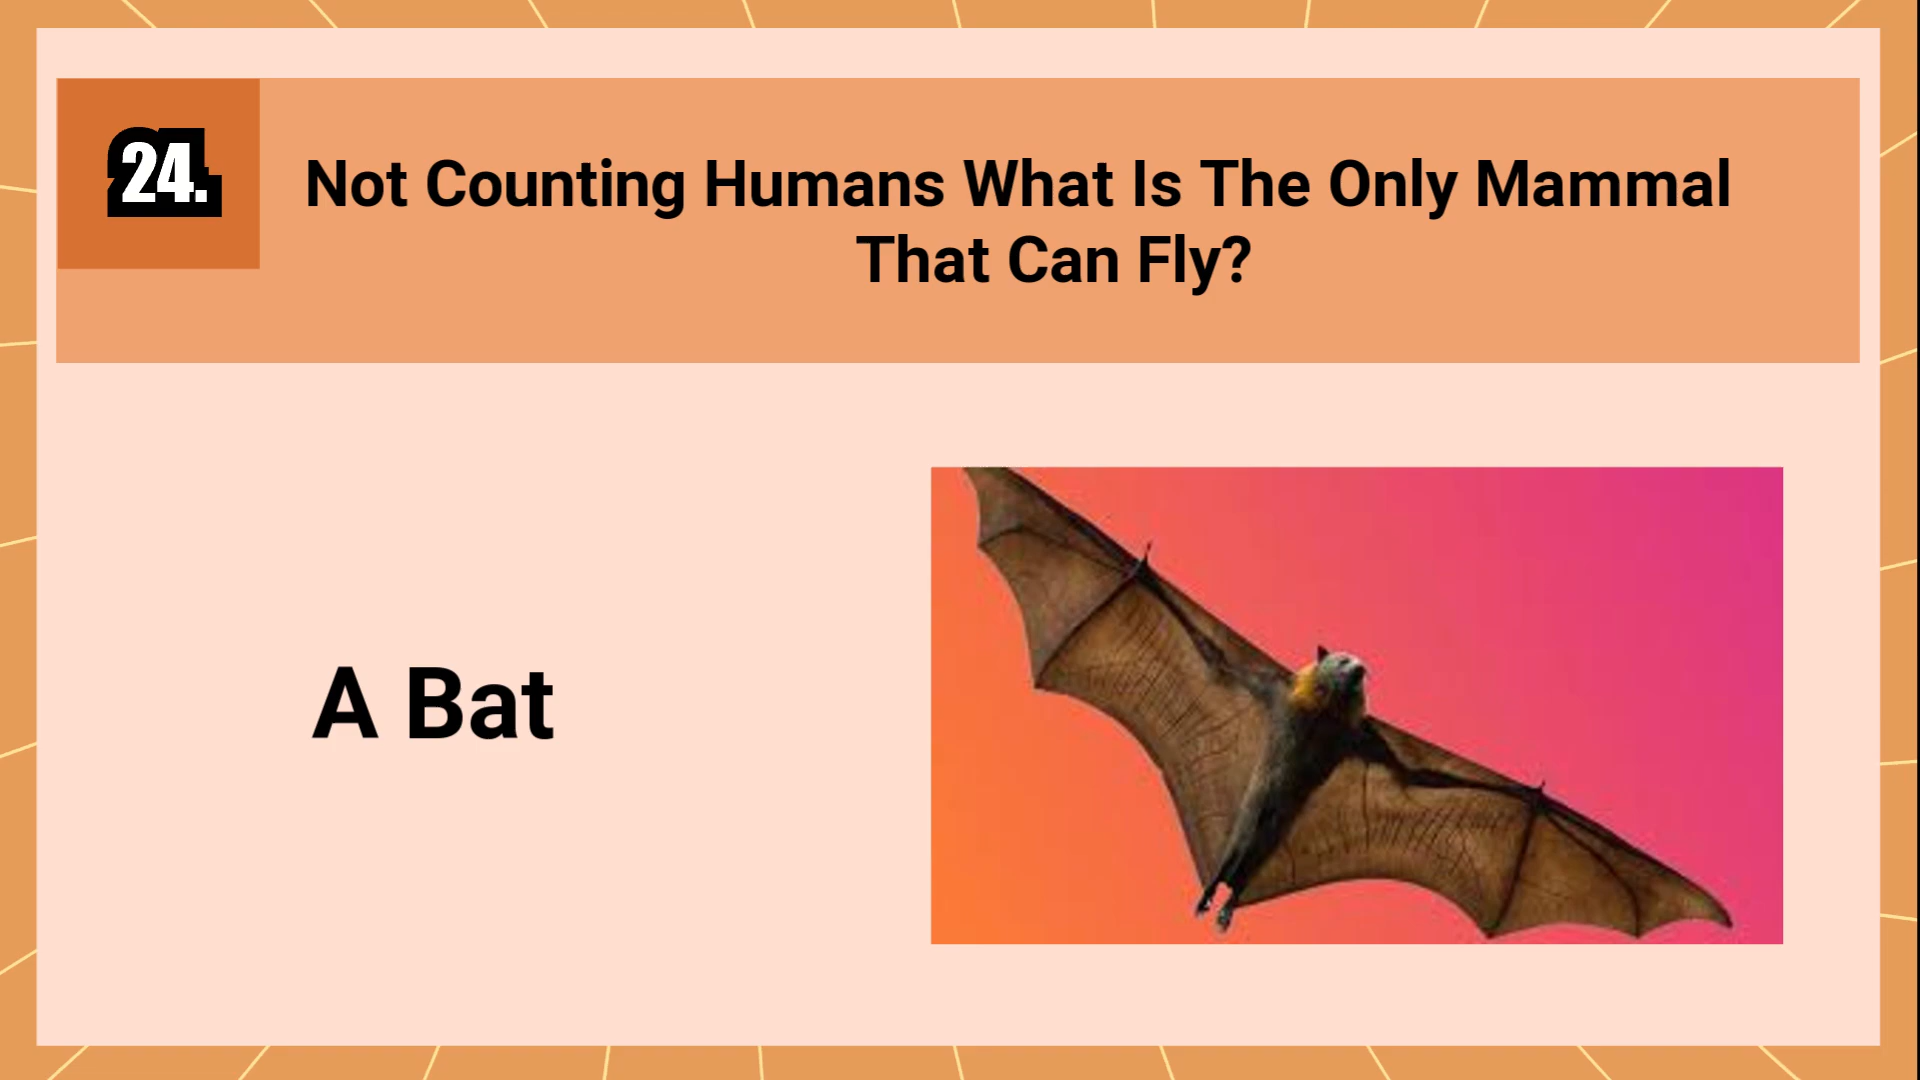 24.
Not Counting Humans What Is The Only Mammal
That Can Fly?
A Bat